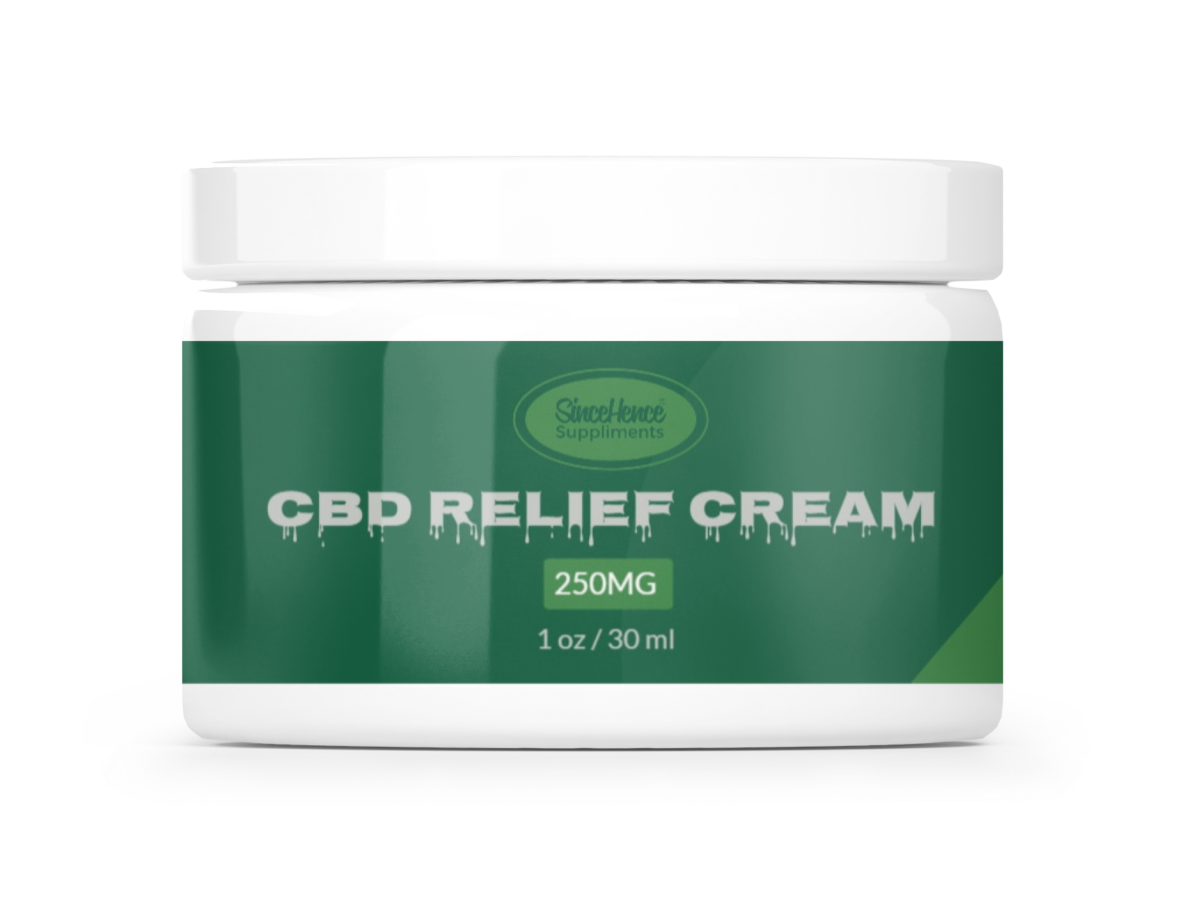 SinceHence
Suppliments
CBD RELIEF CREAM
250MG
1 oz / 30 ml